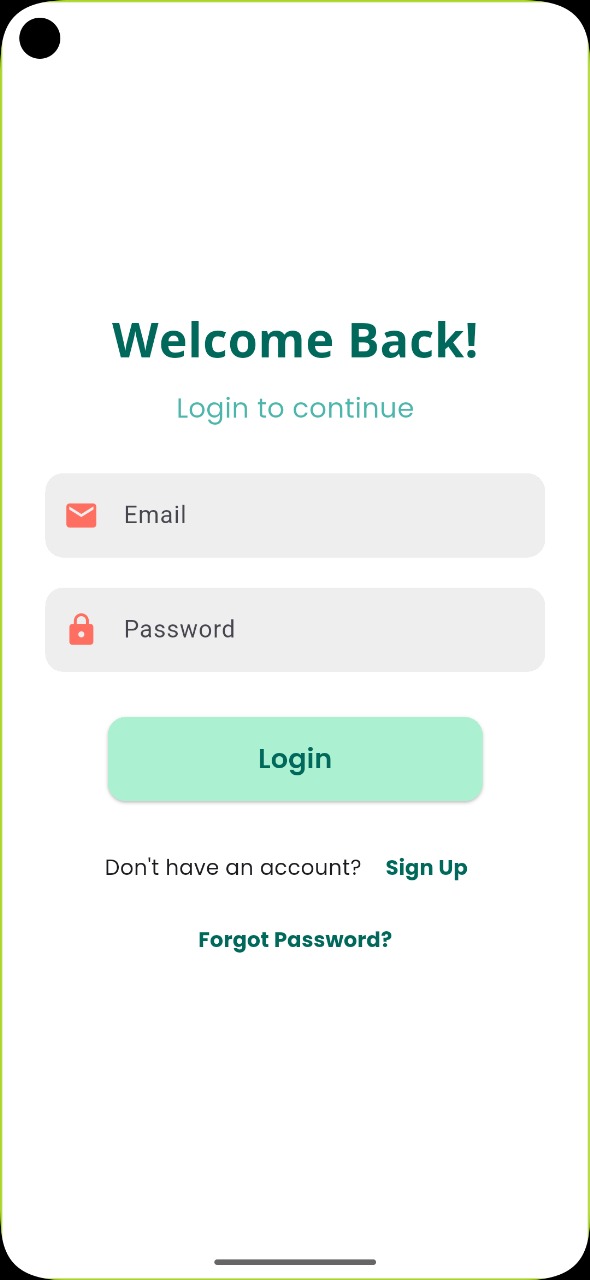 Welcome Back!
Login to continue
Email
Password
Login
Don't have an account? Sign Up
Forgot Password?